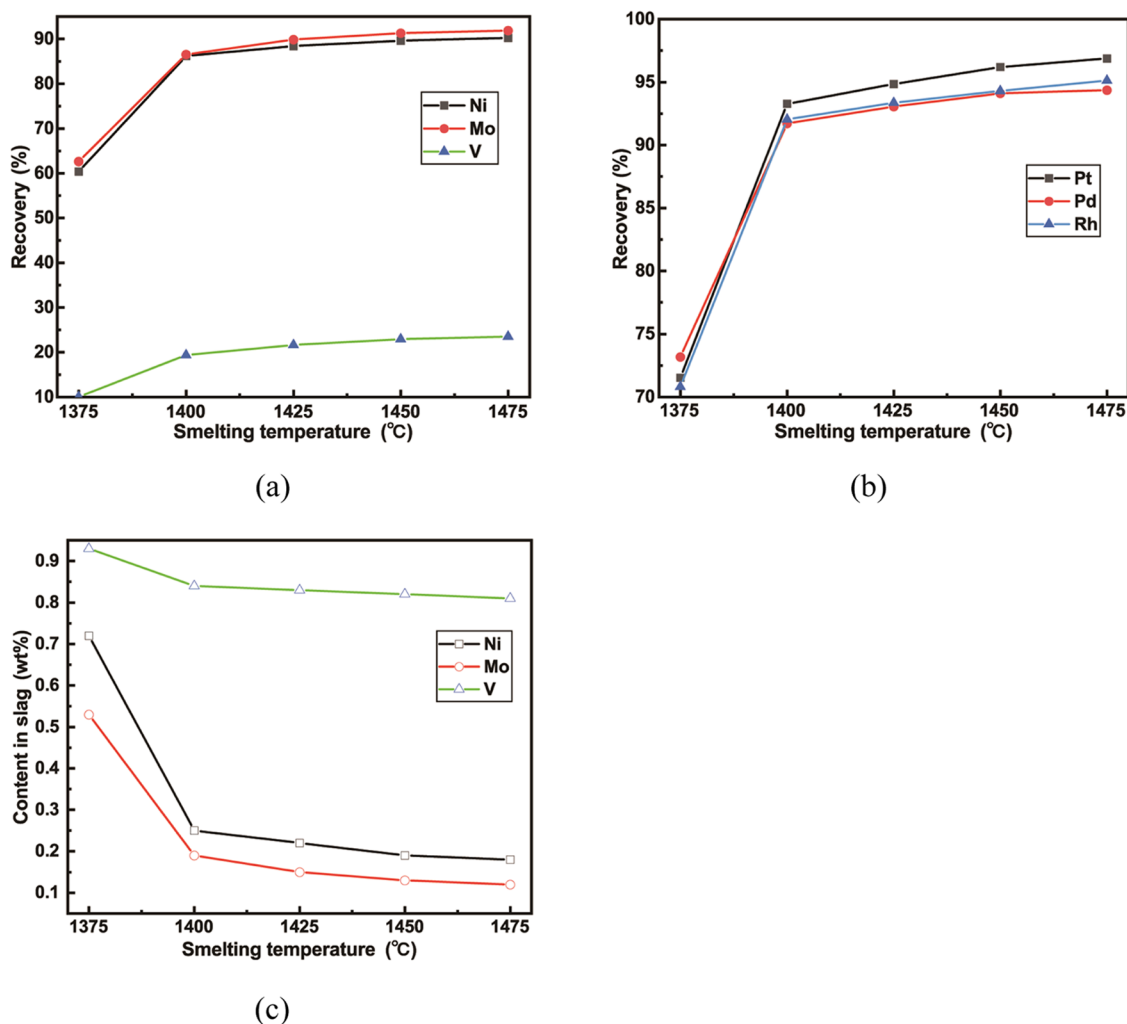 90
80
70
60
50
40
30
20
10
Recovery (%)
Ni
Mo
V
1375 1400 1425 1450 1475
Smelting temperature (℃)
(a)
100
95
90
85
80
75
70
Recovery (%)
Pt
Pd
Rh
1375 1400 1425 1450 1475
Smelting temperature (℃)
(b)
0.9
0.8
0.7
0.6
0.5
0.4
0.3
0.2
0.1
Content in slag (wt%)
Ni
Mo
V
1375 1400 1425 1450 1475
Smelting temperature (℃)
(c)